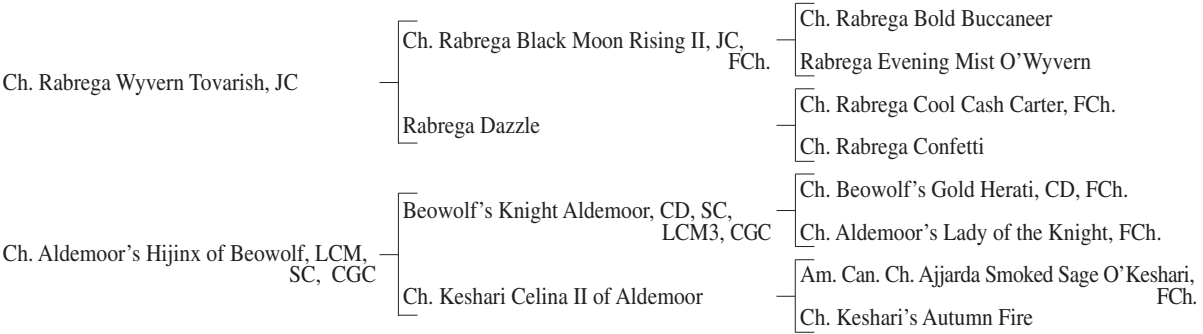 Ch. Rabrega Wyvern Tovarish, JC
Ch. Rabrega Black Moon Rising II, JC,
FCh.
Ch. Rabrega Bold Buccaneer
Rabrega Evening Mist O’Wyvern
Rabrega Dazzle
Ch. Rabrega Cool Cash Carter, FCh.
Ch. Rabrega Confetti
Ch. Aldemoor’s Hijinx of Beowolf, LCM,
SC, CGC
Beowolf’s Knight Aldemoor, CD, SC,
LCM3, CGC
Ch. Beowolf’s Gold Herati, CD, FCh.
Ch. Aldemoor’s Lady of the Knight, FCh.
Ch. Keshari Celina II of Aldemoor
Am. Can. Ch. Ajjarda Smoked Sage O’Keshari,
FCh.
Ch. Keshari’s Autumn Fire